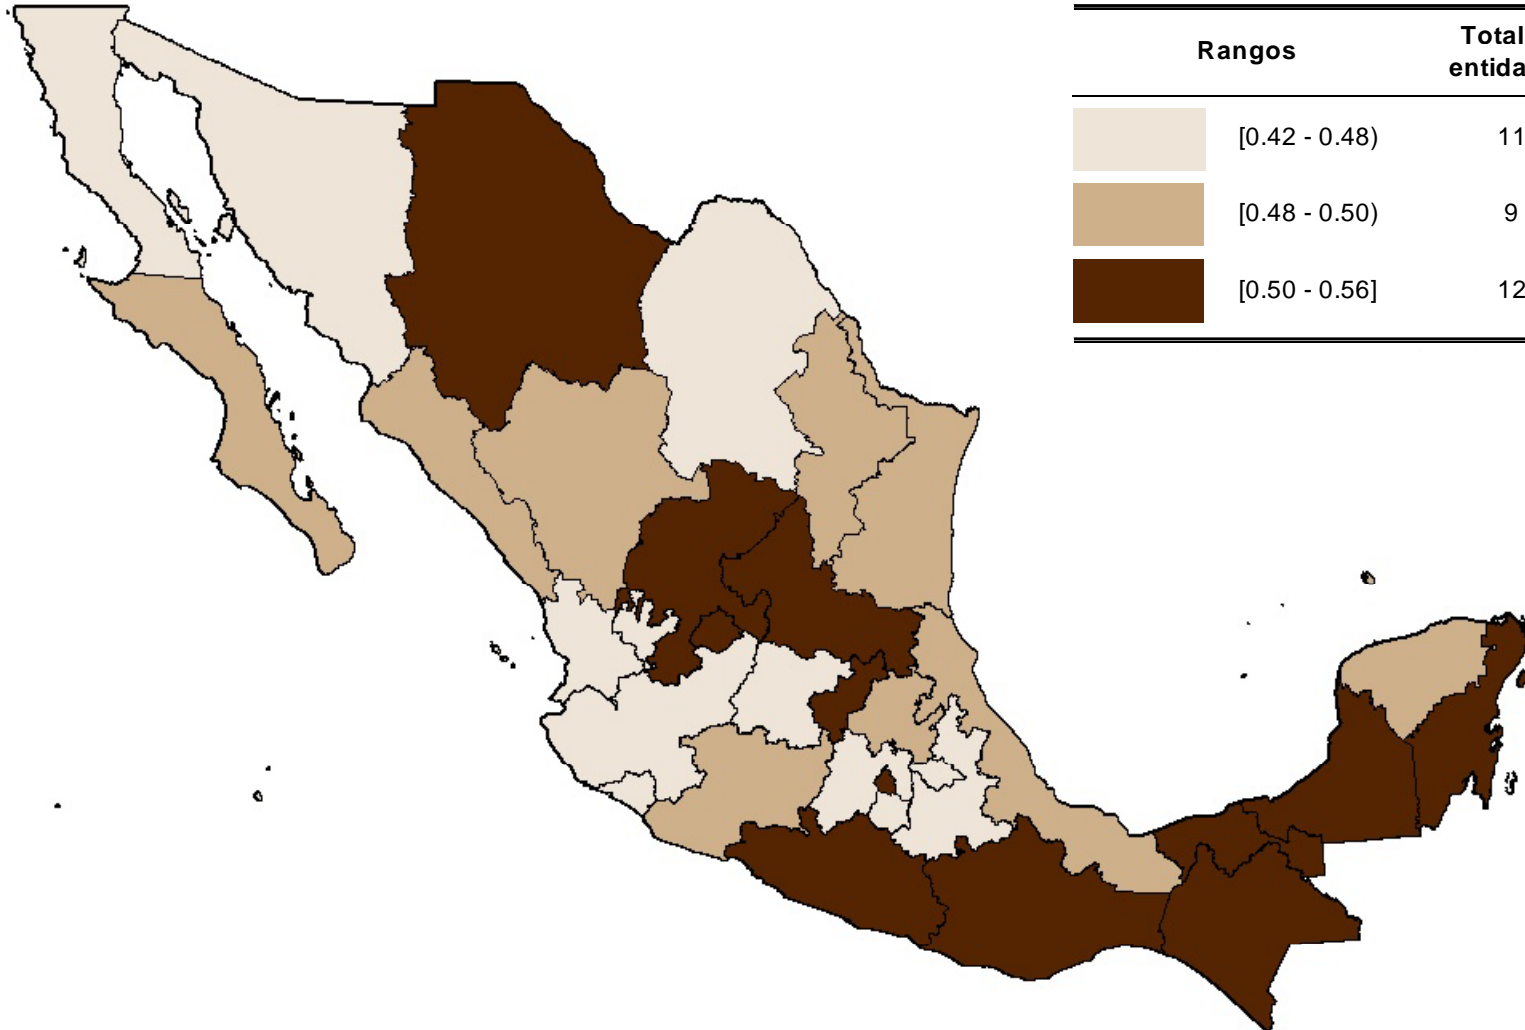 Rangos
Total
entida
[0.42 - 0.48)
11
[0.48 - 0.50)
9
[0.50 - 0.56]
12